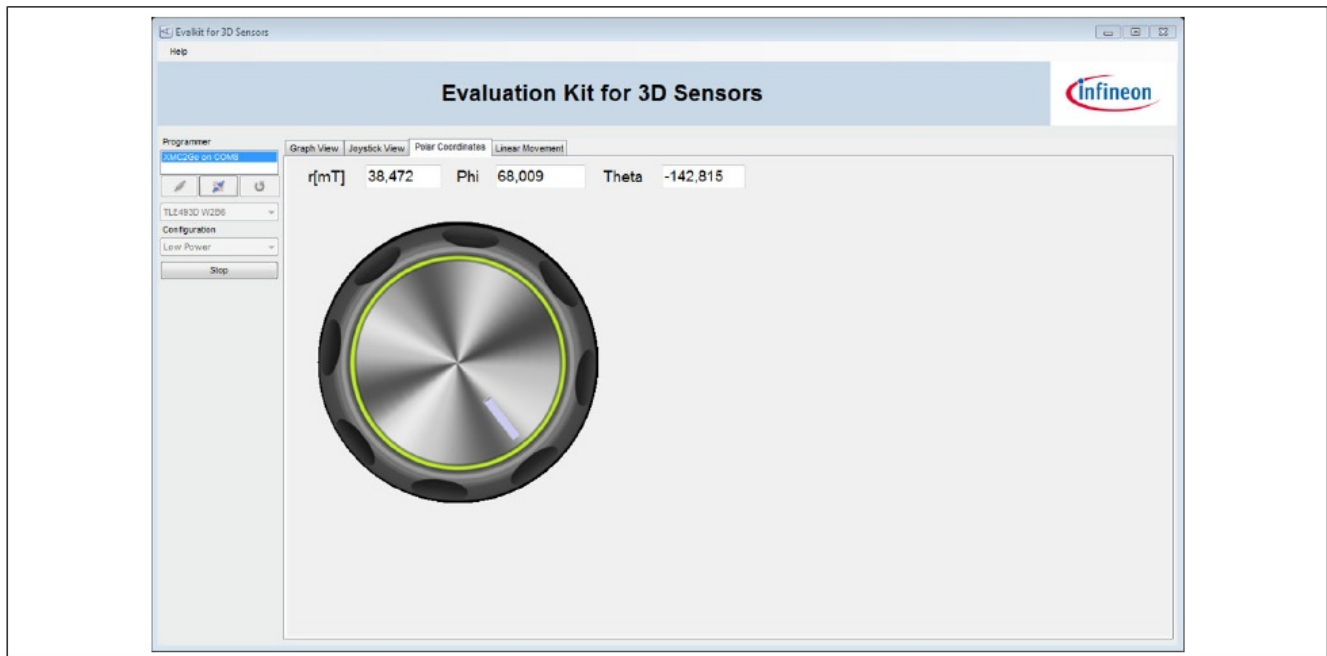 Evalkit for 3D Sensors
Help
Evaluation Kit for 3D Sensors
infineon
Programmer
XMC2Go on COM8
Graph View Joystick View Polar Coordinates Linear Movement
r[mT] 38,472 Phi 68,009 Theta -142,815
TLE493D W2B6
Configuration
Low Power
Stop